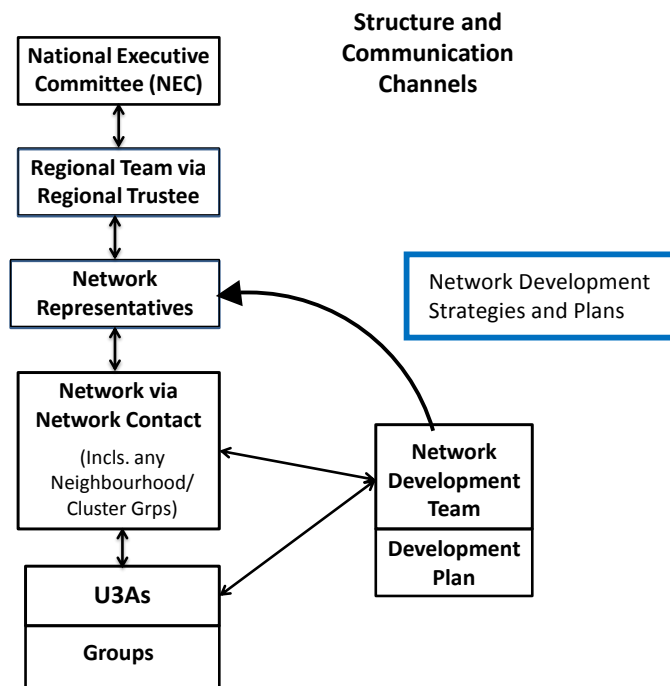 Structure and
Communication
Channels
National Executive
Committee (NEC)
Regional Team via
Regional Trustee
Network
Representatives
Network Development
Strategies and Plans
Network via
Network Contact
(Incls. any
Neighbourhood/
Cluster Grps)
Network
Development
Team
Development
Plan
U3As
Groups